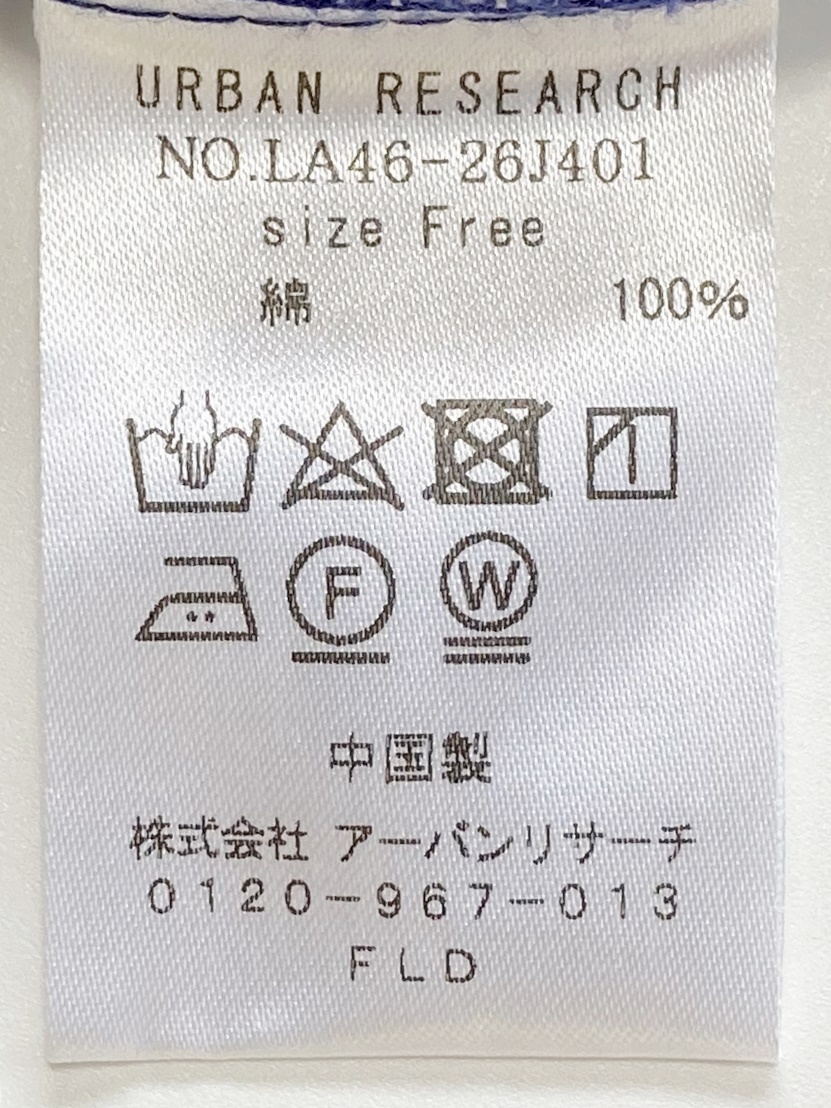 URBAN RESEARCH
NO.LA46-26J401
size Free
綿 100%
F W
中国製
株式会社 アーバンリサーチ
0120-967-013
FLD